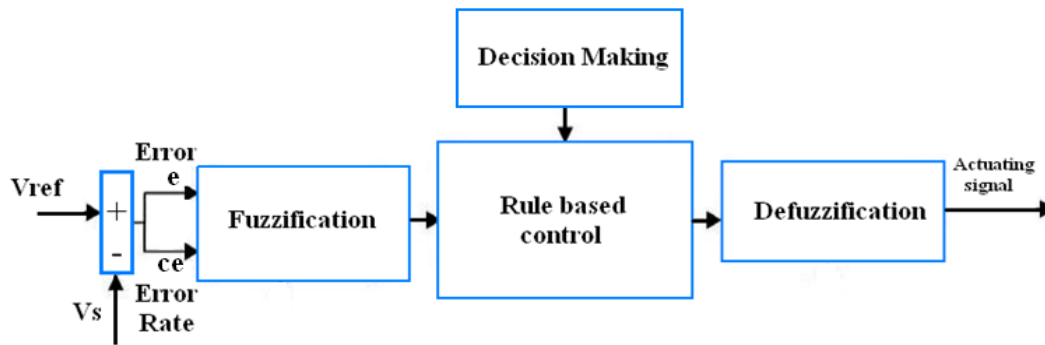 Decision Making
Error
e
Vref
+
-
Fuzzification
Rule based
control
Defuzzification
Actuating
signal
ce
Vs
Error
Rate